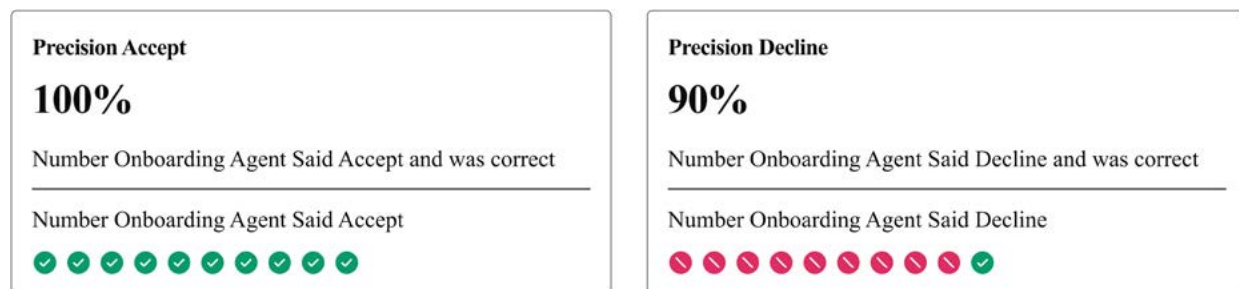 Precision Accept
100%
Number Onboarding Agent Said Accept and was correct
Number Onboarding Agent Said Accept
Precision Decline
90%
Number Onboarding Agent Said Decline and was correct
Number Onboarding Agent Said Decline